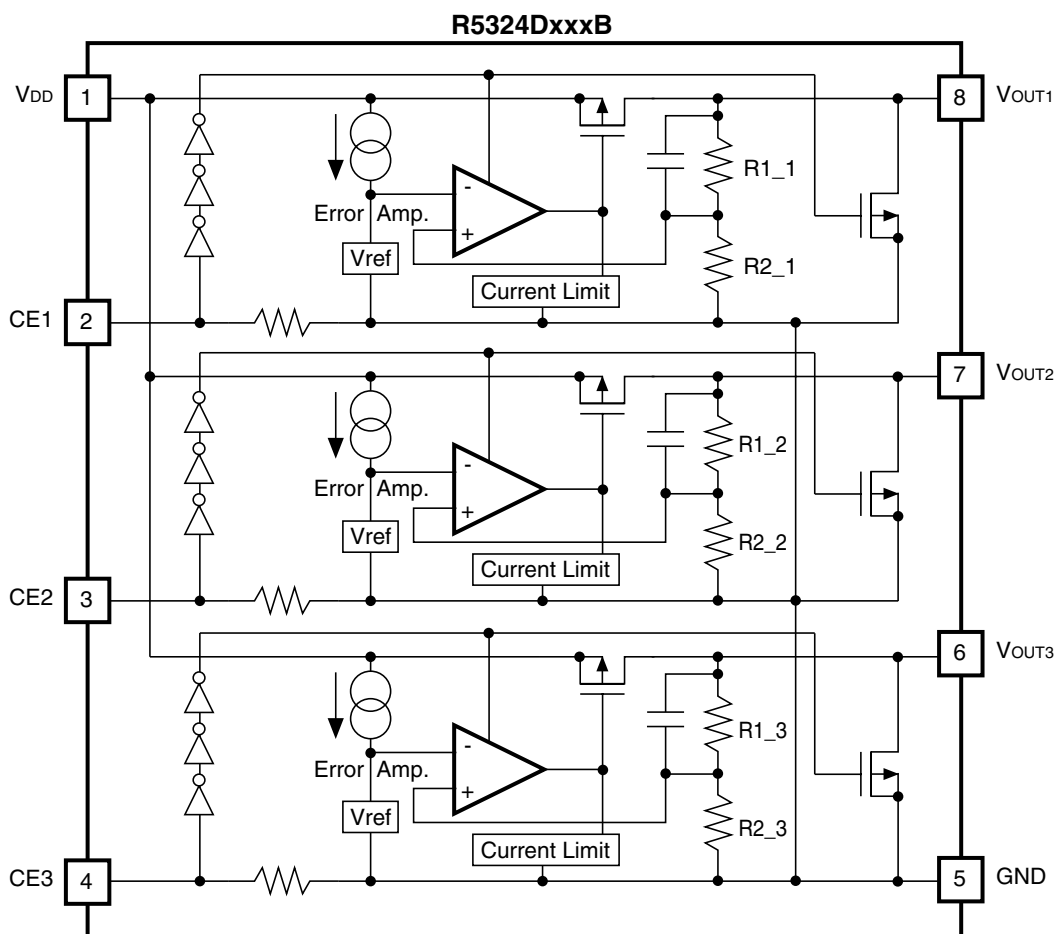 R5324DxxxB
VDD 1
8 VOUT1
- 
R1_1
Error Amp.
+
Vref
R2_1
Current Limit
CE1 2
7 VOUT2
-
R1_2
Error Amp.
+
Vref
R2_2
Current Limit
CE2 3
6 VOUT3
-
R1_3
Error Amp.
+
Vref
R2_3
Current Limit
CE3 4
5 GND